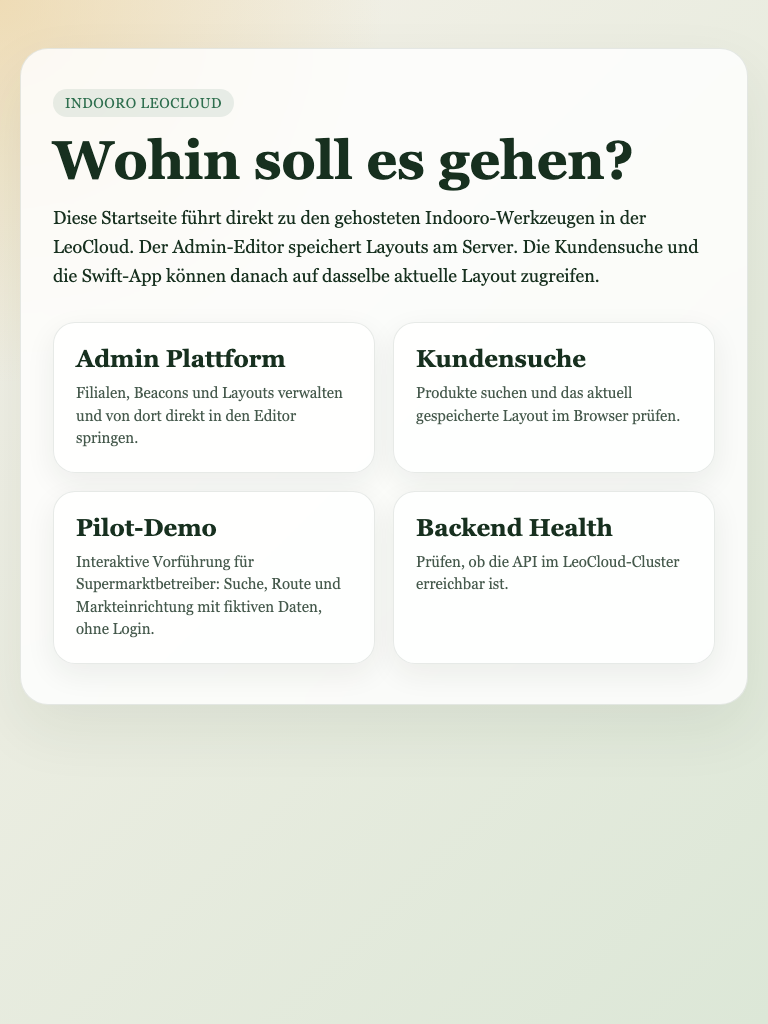 INDOORO LEOCLOUD
Wohin soll es gehen?
Diese Startseite führt direkt zu den gehosteten Indooro-Werkzeugen in der
LeoCloud. Der Admin-Editor speichert Layouts am Server. Die Kundensuche und
die Swift-App können danach auf dasselbe aktuelle Layout zugreifen.
Admin Plattform
Filialen, Beacons und Layouts verwalten
und von dort direkt in den Editor
springen.
Kundensuche
Produkte suchen und das aktuell
gespeicherte Layout im Browser prüfen.
Pilot-Demo
Interaktive Vorführung für
Supermarktbetreiber: Suche, Route und
Markteinrichtung mit fiktiven Daten,
ohne Login.
Backend Health
Prüfen, ob die API im LeoCloud-Cluster
erreichbar ist.